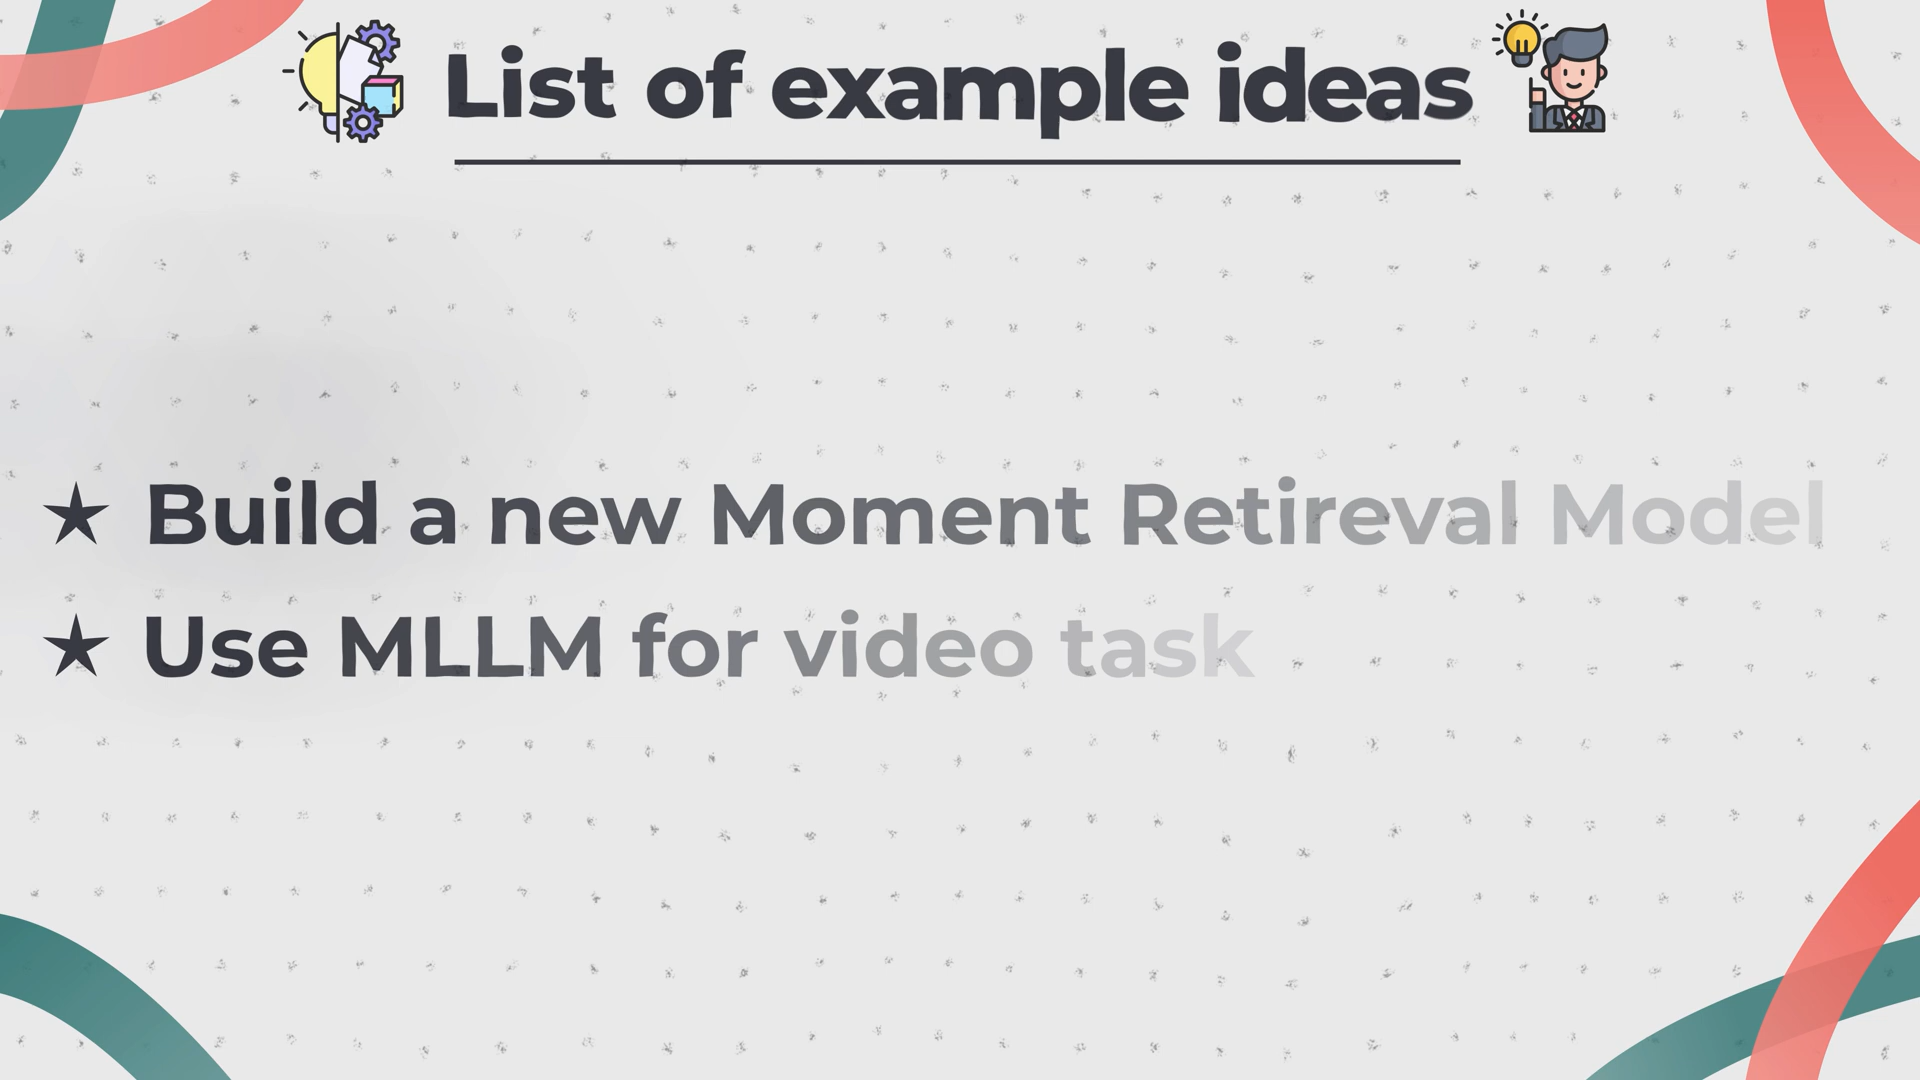 List of example ideas
★ Build a new Moment Retireval Model
★ Use MLLM for video task